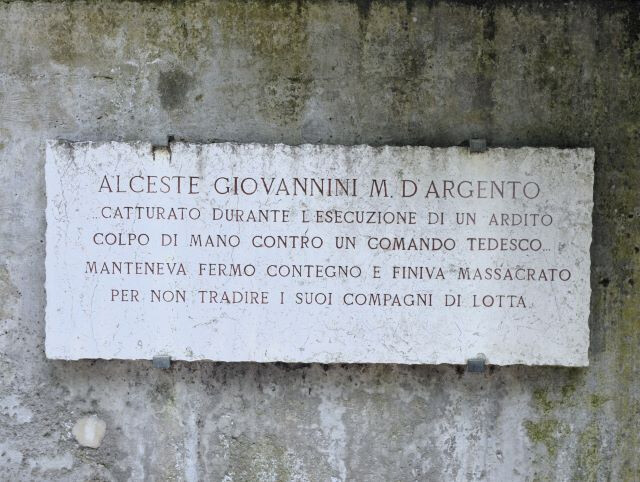 ALCESTE GIOVANNINI M. D'ARGENTO
..CATTURATO DURANTE L'ESECUZIONE DI UN ARDITO
COLPO DI MANO CONTRO UN COMANDO TEDESCO...
MANTENEVA FERMO CONTEGNO E FINIVA MASSACRATO
PER NON TRADIRE I SUOI COMPAGNI DI LOTTA